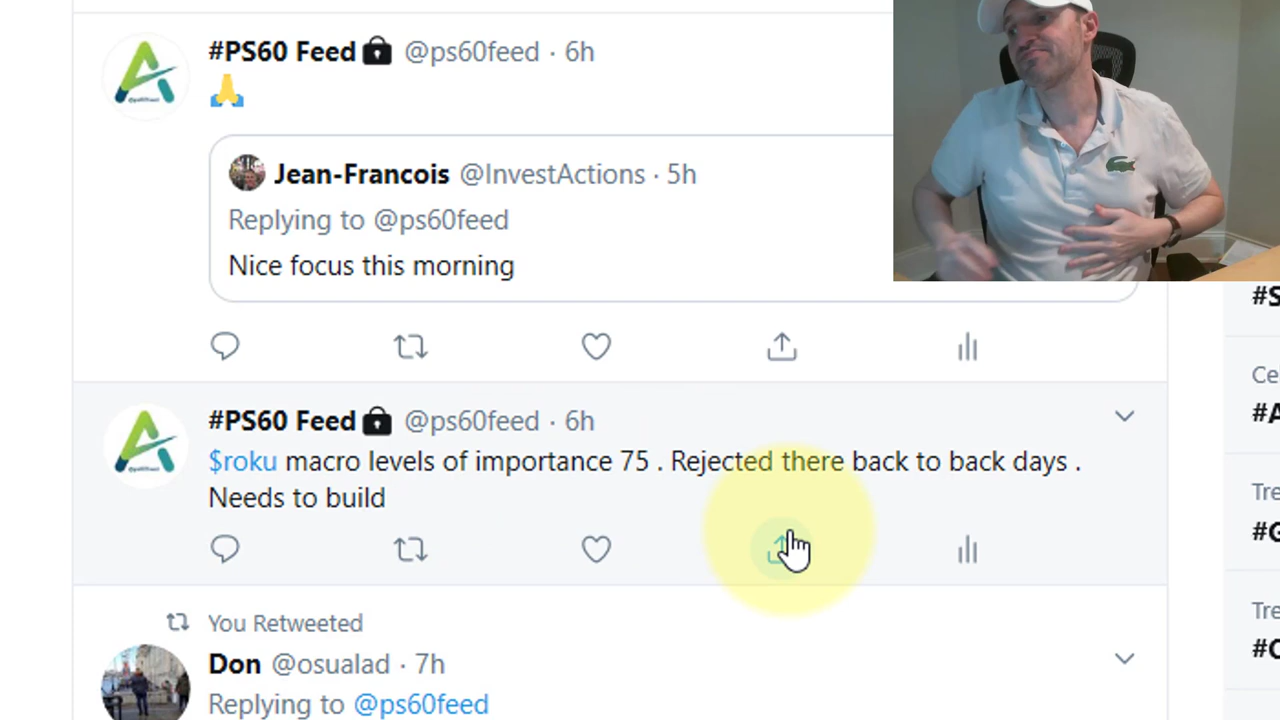 #PS60 Feed @ps60feed · 6h
🙏
Jean-Francois @InvestActions · 5h
Replying to @ps60feed
Nice focus this morning
#PS60 Feed @ps60feed · 6h
$roku macro levels of importance 75 . Rejected there back to back days .
Needs to build
You Retweeted
Don @osualad · 7h
Replying to @ps60feed